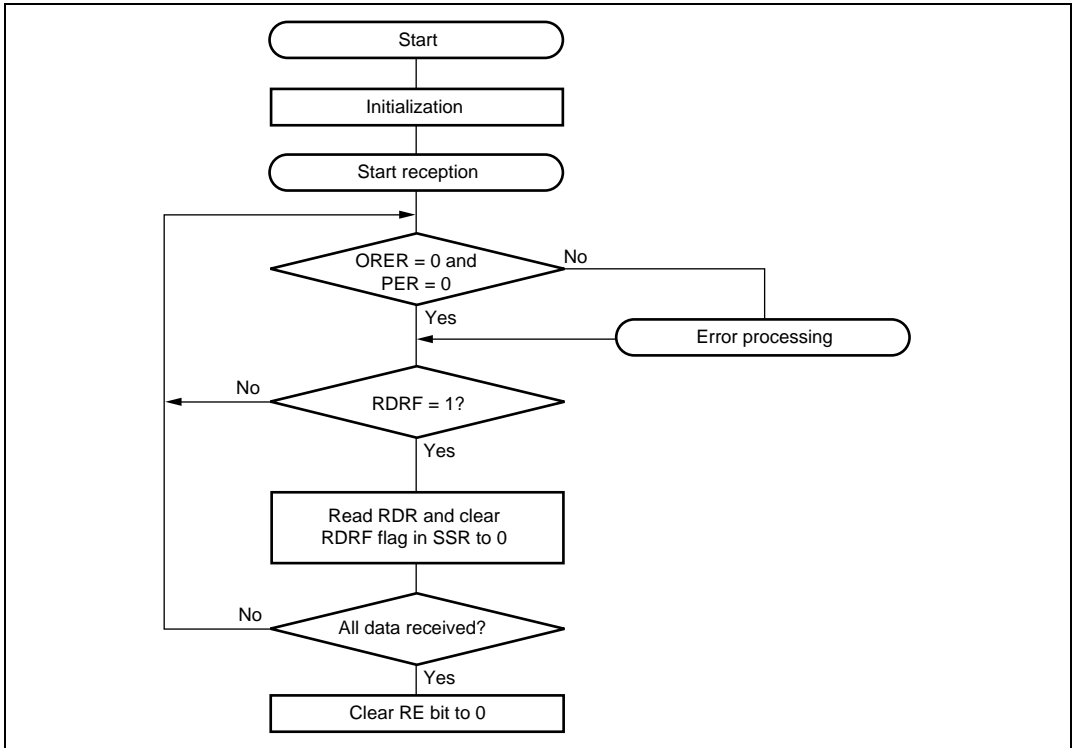 Start
Initialization
Start reception
ORER = 0 and
PER = 0
No
Yes
Error processing
No
RDRF = 1?
Yes
Read RDR and clear
RDRF flag in SSR to 0
No
All data received?
Yes
Clear RE bit to 0